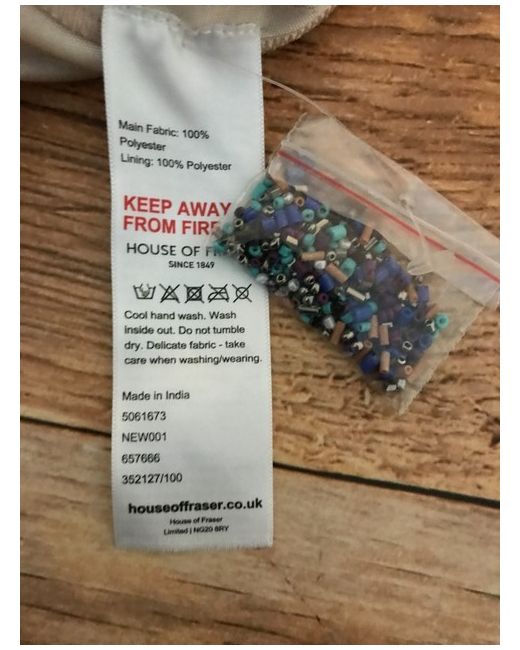 Main Fabric: 100%
Polyester
Lining: 100% Polyester
KEEP AWAY
FROM FIRE
HOUSE OF FR
SINCE 1849
Cool hand wash. Wash
inside out. Do not tumble
dry. Delicate fabric - take
care when washing/wearing.
Made in India
5061673
NEW001
657666
352127/100
houseoffraser.co.uk
House of Fraser
Limited | NG20 8RY